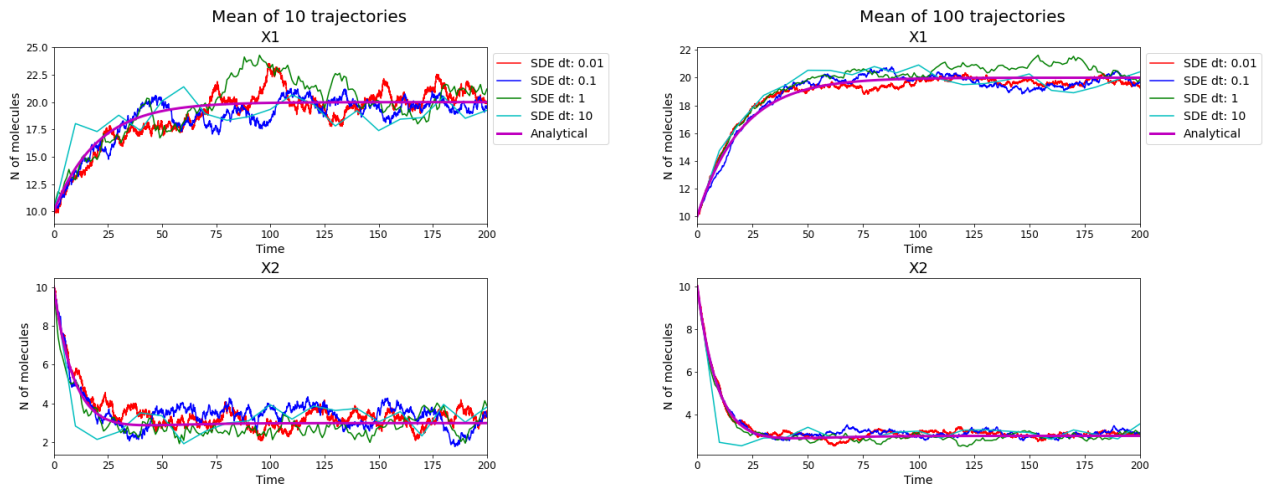 Mean of 10 trajectories
X1
N of molecules
25.0
22.5
20.0
17.5
15.0
12.5
10.0
0 25 50 75 100 125 150 175 200
Time
SDE dt: 0.01
SDE dt: 0.1
SDE dt: 1
SDE dt: 10
Analytical
X2
N of molecules
10
8
6
4
2
0 25 50 75 100 125 150 175 200
Time
Mean of 100 trajectories
X1
N of molecules
22
20
18
16
14
12
10
0 25 50 75 100 125 150 175 200
Time
SDE dt: 0.01
SDE dt: 0.1
SDE dt: 1
SDE dt: 10
Analytical
X2
N of molecules
10
8
6
4
0 25 50 75 100 125 150 175 200
Time